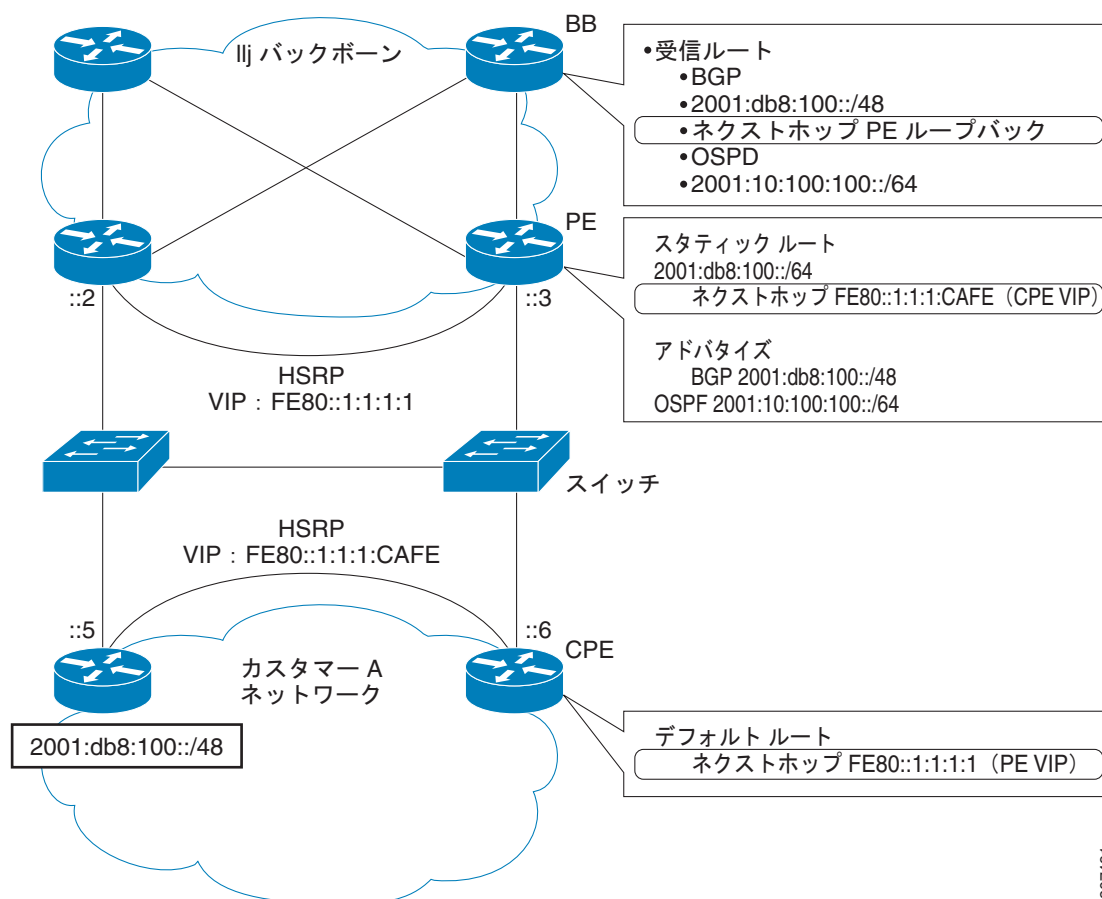 BB
IIj バックボーン
•受信ルート
•BGP
•2001:db8:100::/48
•ネクストホップ PE ループバック
•OSPD
•2001:10:100:100::/64
PE
スタティック ルート
2001:db8:100::/64
ネクストホップ FE80::1:1:1:CAFE（CPE VIP）
アドバタイズ
BGP 2001:db8:100::/48
OSPF 2001:10:100:100::/64
::2
::3
HSRP
VIP：FE80::1:1:1:1
スイッチ
HSRP
VIP：FE80::1:1:1:CAFE
::5
::6
CPE
カスタマー A
ネットワーク
2001:db8:100::/48
デフォルト ルート
ネクストホップ FE80::1:1:1:1（PE VIP）